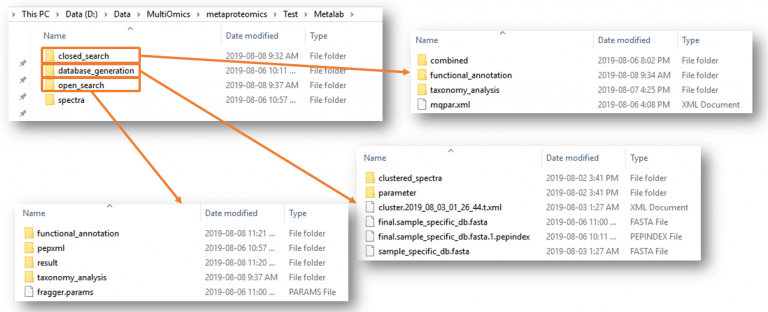 This PC > Data (D:) > Data > MultiOmics > metaproteomics > Test > Metalab >
Name Date modified Type
closed_search 2019-08-08 9:32 AM File folder
database_generation 2019-08-06 10:11 ... File folder
open_search 2019-08-08 9:37 AM File folder
spectra 2019-08-06 10:57 ... File folder
Name Date modified Type
combined 2019-08-06 8:02 PM File folder
functional_annotation 2019-08-08 9:34 AM File folder
taxonomy_analysis 2019-08-07 4:25 PM File folder
mqpar.xml 2019-08-06 4:08 PM XML Document
Name Date modified Type
clustered_spectra 2019-08-02 3:41 PM File folder
parameter 2019-08-02 3:41 PM File folder
cluster.2019_08_03_01_26_44.t.xml 2019-08-03 1:27 AM XML Document
final.sample_specific_db.fasta 2019-08-06 11:00 ... FASTA File
final.sample_specific_db.fasta.1.pepindex 2019-08-06 10:11 ... PEPINDEX File
sample_specific_db.fasta 2019-08-03 1:27 AM FASTA File
Name Date modified Type
functional_annotation 2019-08-08 11:21 ... File folder
pepxml 2019-08-06 10:57 ... File folder
result 2019-08-08 11:20 ... File folder
taxonomy_analysis 2019-08-08 9:37 AM File folder
fragger.params 2019-08-06 11:00 ... PARAMS File